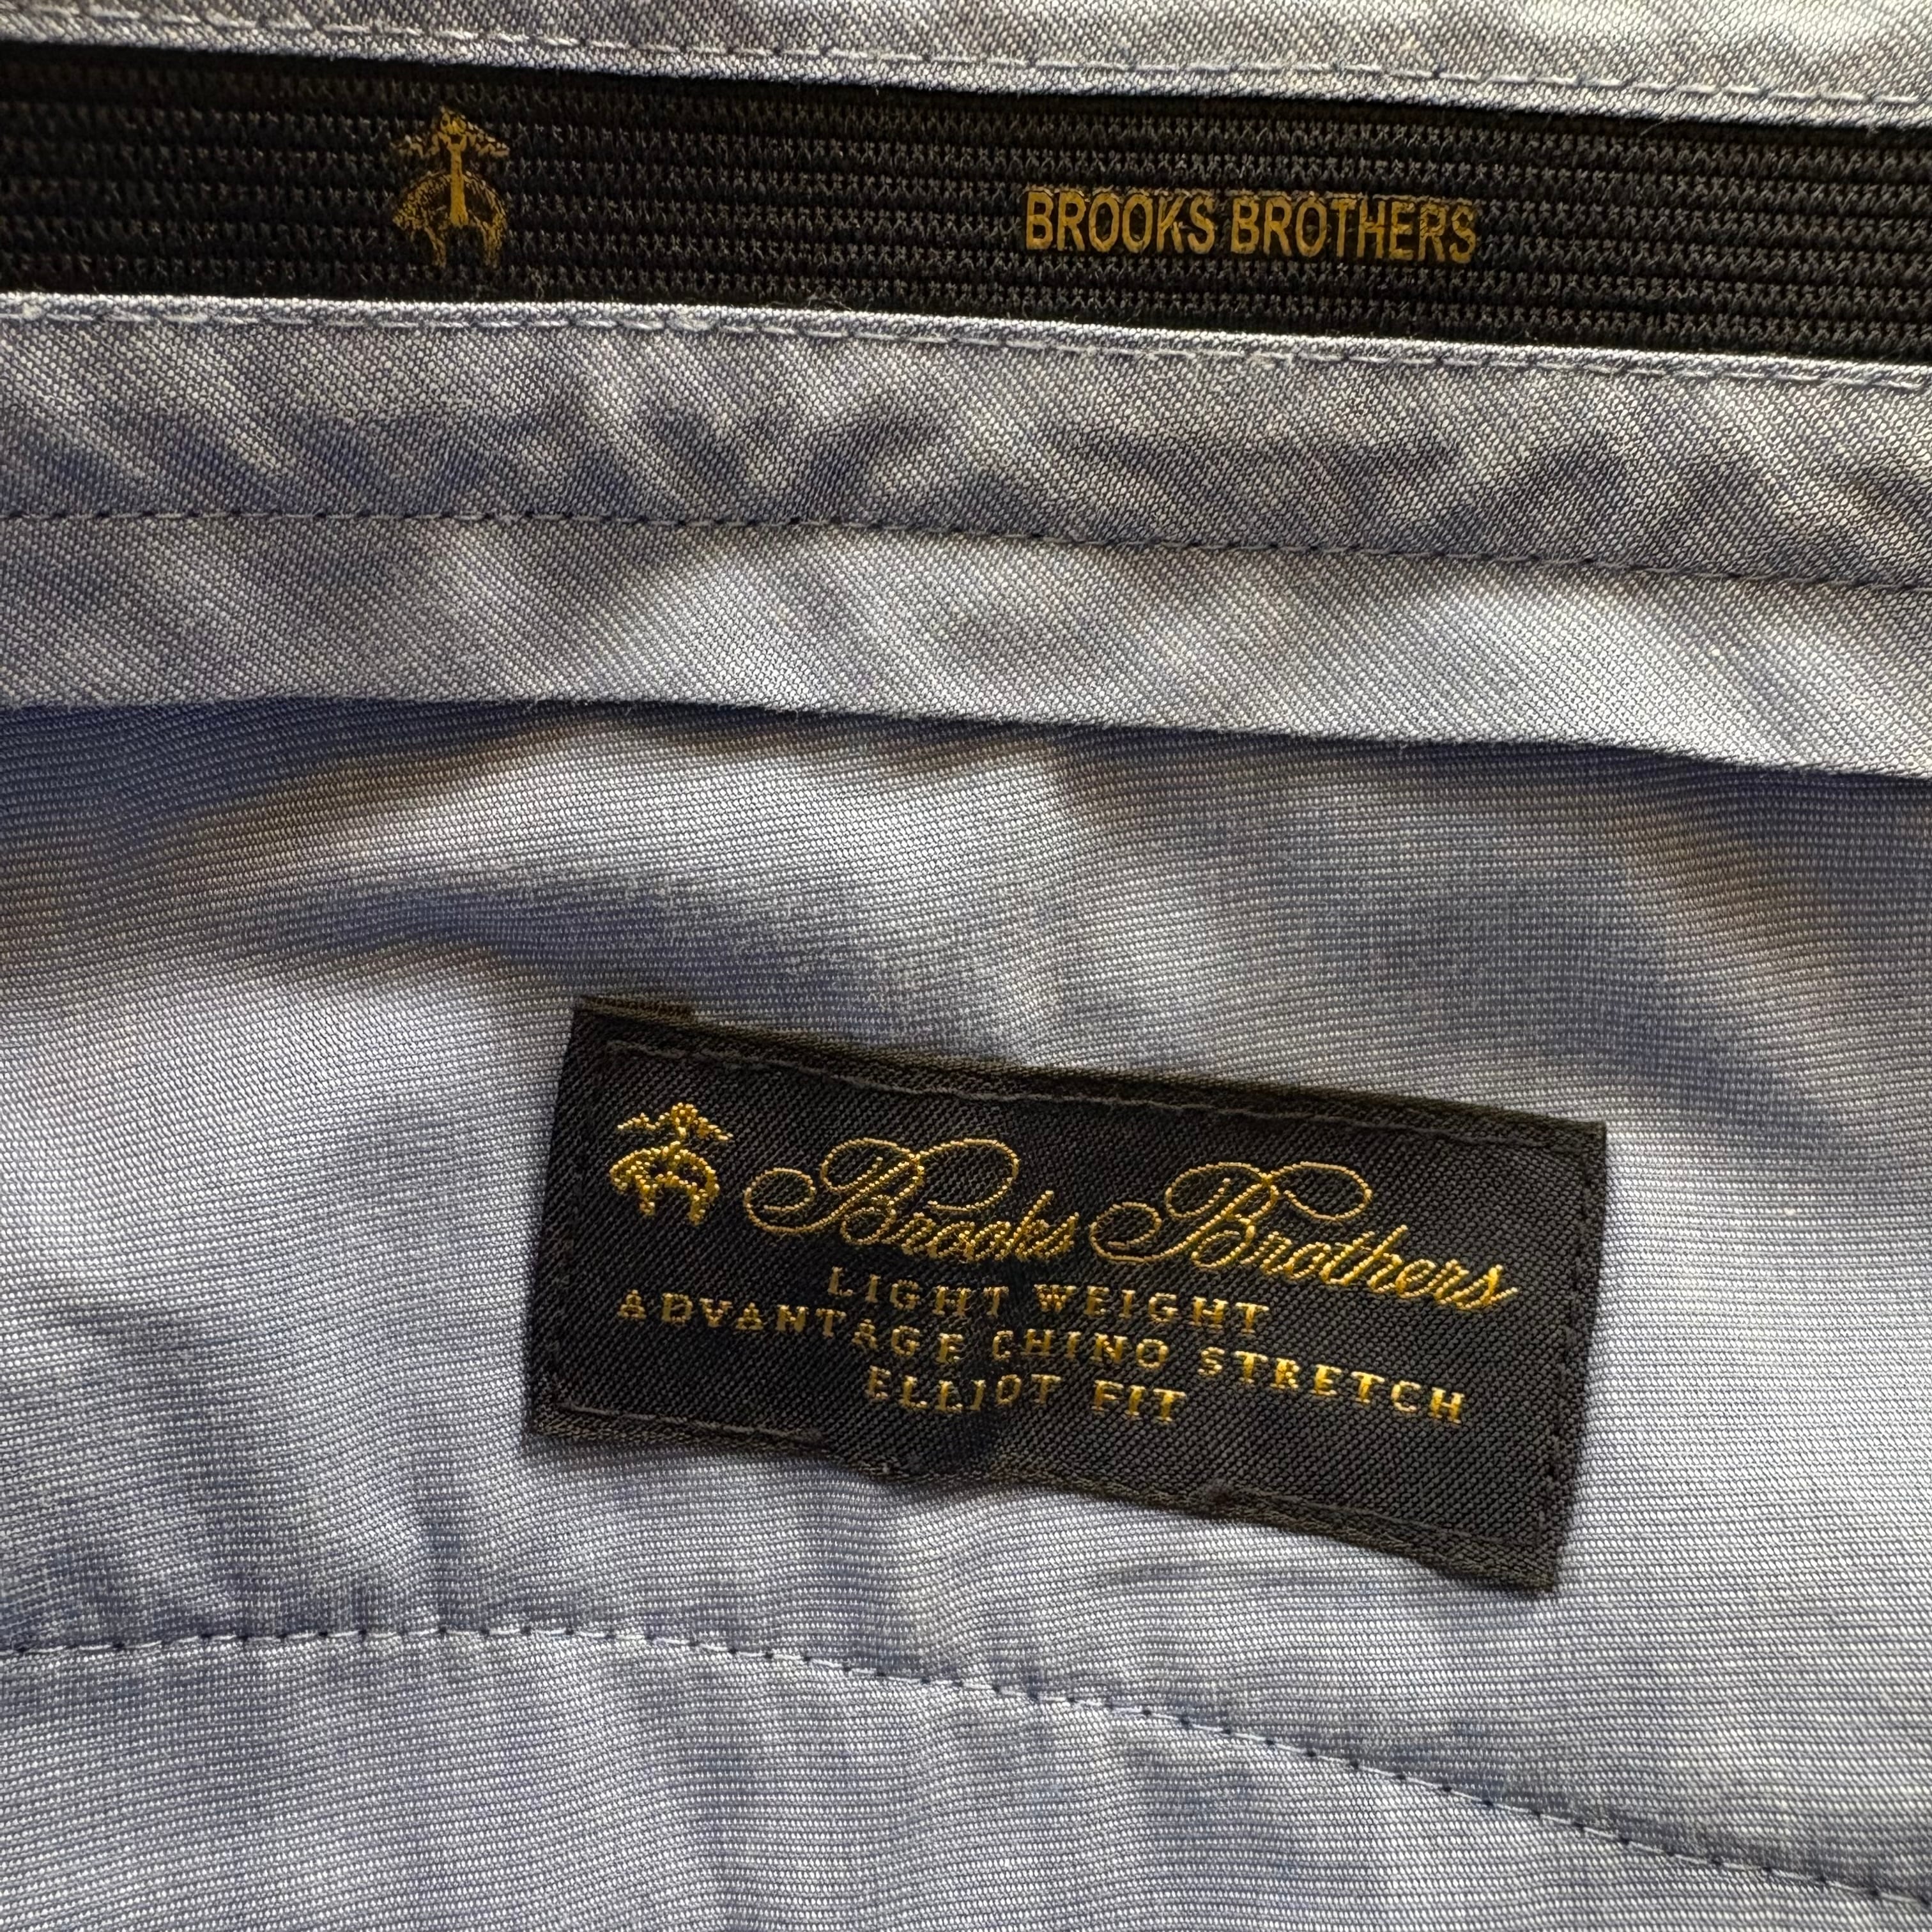 BROOKS BROTHERS
Brooks Brothers
LIGHT WEIGHT
ADVANTAGE CHINO STRETCH
ELLIOT FIT